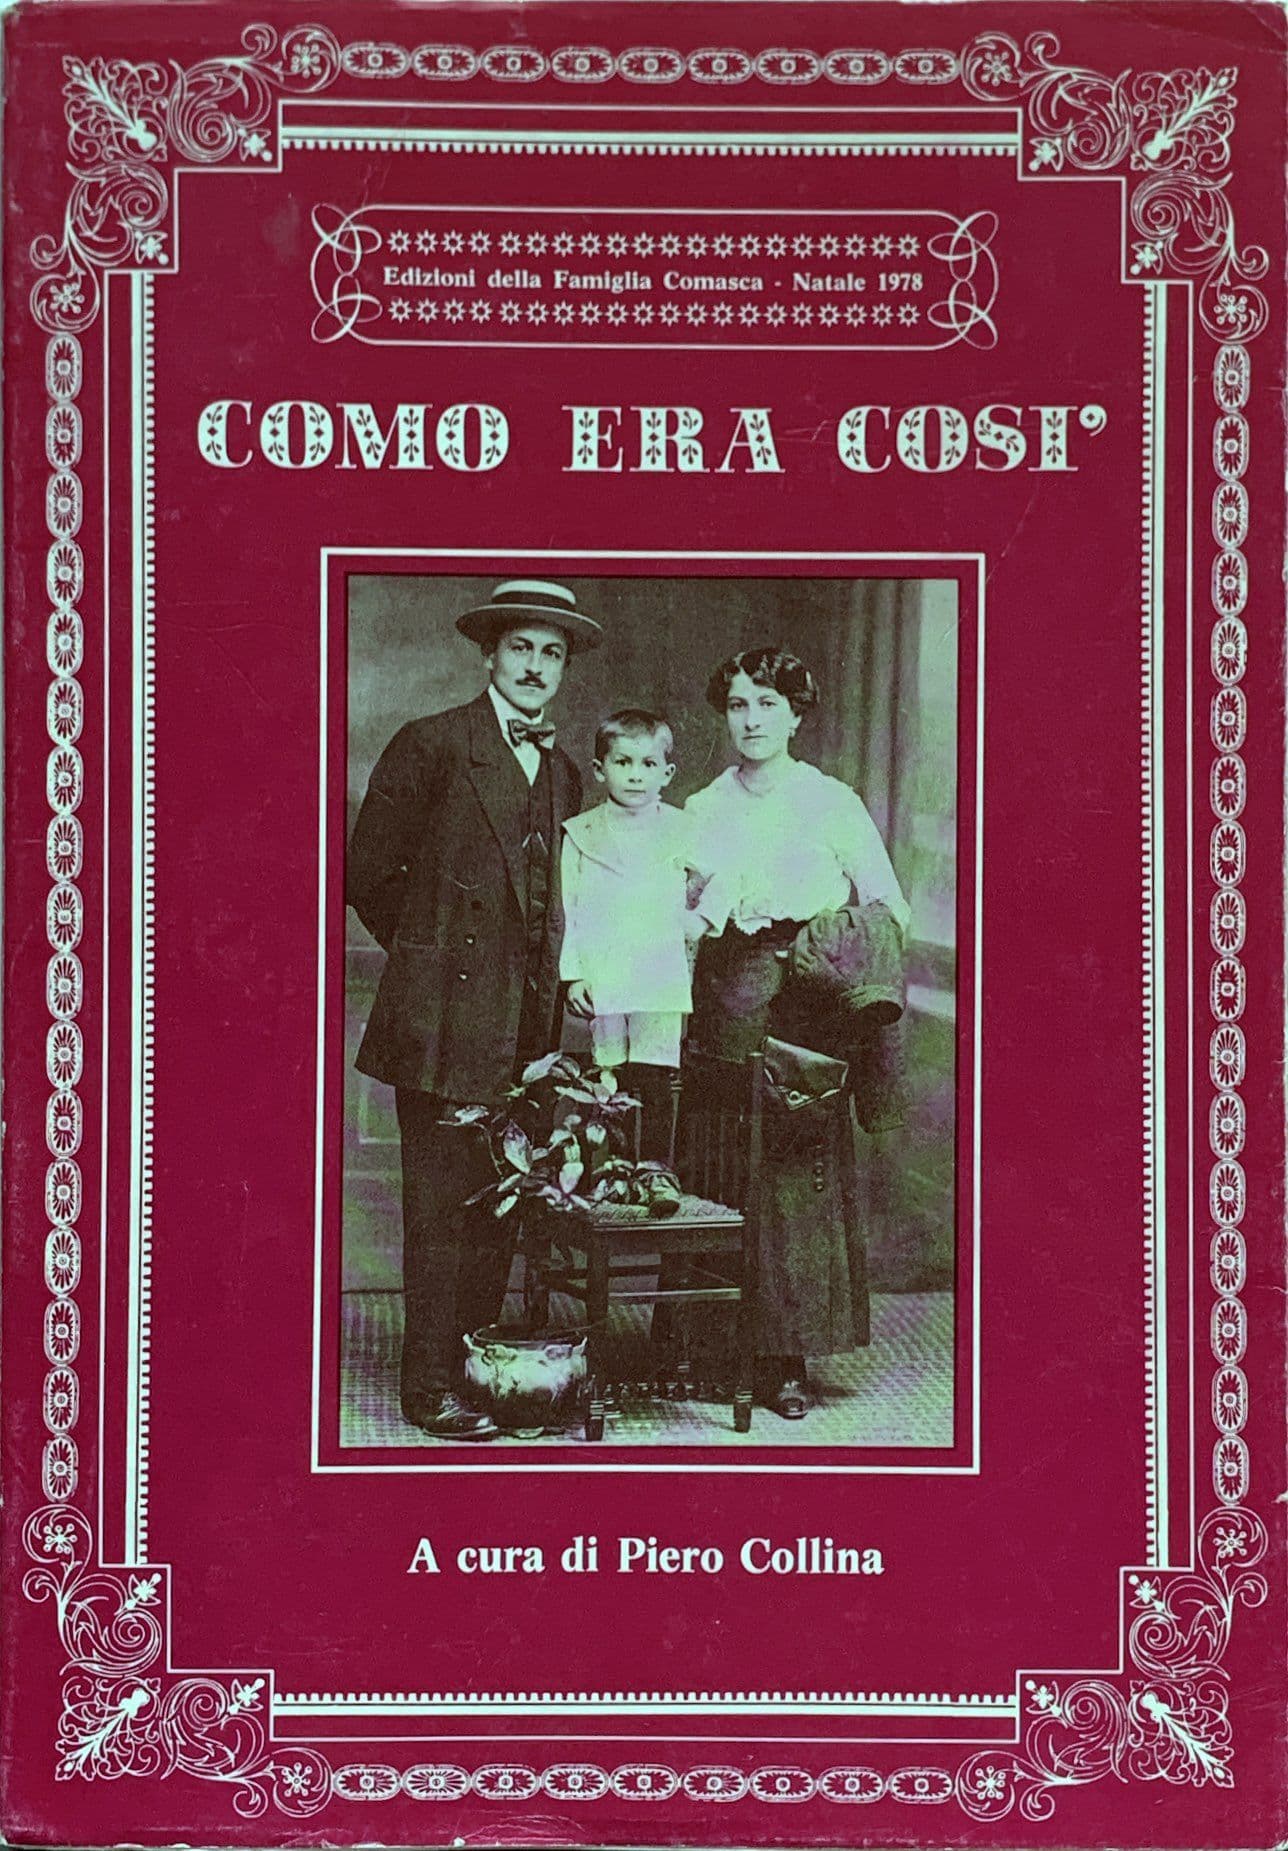 Edizioni della Famiglia Comasca - Natale 1978
COMO ERA COSI'
A cura di Piero Collina